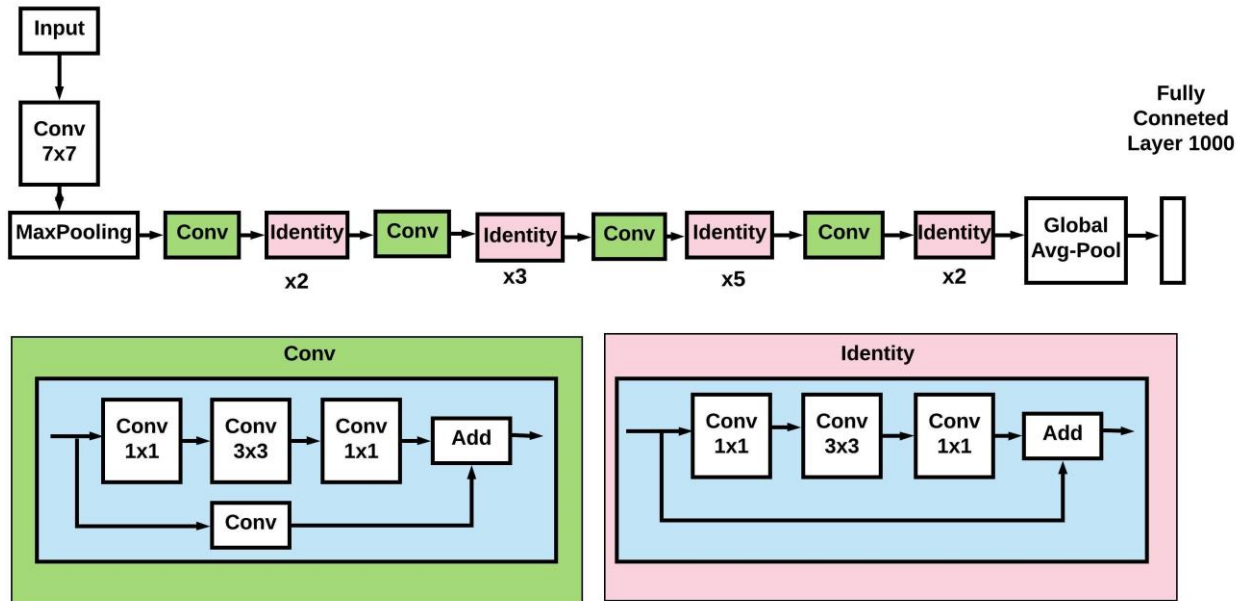 Input
Conv
7x7
Fully
Conneted
Layer 1000
MaxPooling
Conv
Identity
x2
Conv
Identity
x3
Conv
Identity
x5
Conv
Identity
x2
Global
Avg-Pool
Conv
Conv
1x1
Conv
3x3
Conv
1x1
Add
Conv
Identity
Conv
1x1
Conv
3x3
Conv
1x1
Add